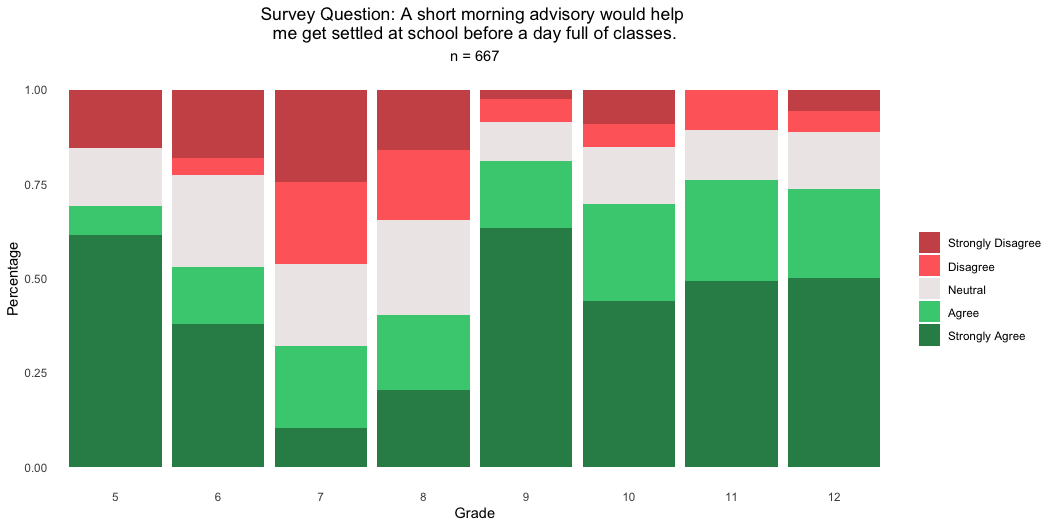 Survey Question: A short morning advisory would help
me get settled at school before a day full of classes.
n = 667
1.00
0.75
0.50
0.25
0.00
Percentage
5 6 7 8 9 10 11 12
Grade
Strongly Disagree
Disagree
Neutral
Agree
Strongly Agree